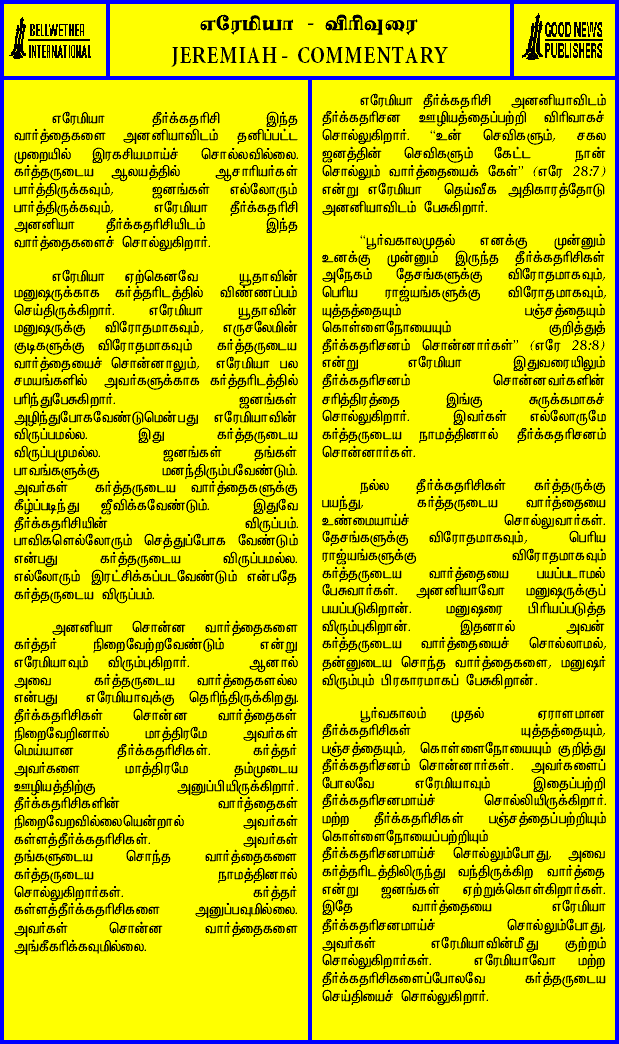 BELLWETHER
INTERNATIONAL
எரேமியா - விரிவுரை
JEREMIAH - COMMENTARY
GOOD NEWS
PUBLISHERS
எரேமியா தீர்க்கதரிசி இந்த
வார்த்தைகளை அனனியாவிடம் தனிப்பட்ட
முறையில் இரகசியமாய்ச் சொல்லவில்லை.
கர்த்தருடைய ஆலயத்தில் ஆசாரியர்கள்
பார்த்திருக்கவும், ஜனங்கள் எல்லோரும்
பார்த்திருக்கவும், எரேமியா தீர்க்கதரிசி
அனனியா தீர்க்கதரிசியிடம் இந்த
வார்த்தைகளைச் சொல்லுகிறார்.
எரேமியா ஏற்கெனவே யூதாவின்
மனுஷருக்காக கர்த்தரிடத்தில் விண்ணப்பம்
செய்திருக்கிறார். எரேமியா யூதாவின்
மனுஷருக்கு விரோதமாகவும், எருசலேமின்
குடிகளுக்கு விரோதமாகவும் கர்த்தருடைய
வார்த்தையைச் சொன்னாலும், எரேமியா பல
சமயங்களில் அவர்களுக்காக கர்த்தரிடத்தில்
பரிந்துபேசுகிறார். ஜனங்கள்
அழிந்துபோகவேண்டுமென்பது எரேமியாவின்
விருப்பமல்ல. இது கர்த்தருடைய
விருப்பமுமல்ல. ஜனங்கள் தங்கள்
பாவங்களுக்கு மனந்திரும்பவேண்டும்.
அவர்கள் கர்த்தருடைய வார்த்தைகளுக்கு
கீழ்ப்படிந்து ஜீவிக்கவேண்டும். இதுவே
தீர்க்கதரிசியின் விருப்பம்.
பாவிகளெல்லோரும் செத்துப்போக வேண்டும்
என்பது கர்த்தருடைய விருப்பமல்ல.
எல்லோரும் இரட்சிக்கப்படவேண்டும் என்பதே
கர்த்தருடைய விருப்பம்.
அனனியா சொன்ன வார்த்தைகளை
கர்த்தர் நிறைவேற்றவேண்டும் என்று
எரேமியாவும் விரும்புகிறார். ஆனால்
அவை கர்த்தருடைய வார்த்தைகளல்ல
என்பது எரேமியாவுக்கு தெரிந்திருக்கிறது.
தீர்க்கதரிசிகள் சொன்ன வார்த்தைகள்
நிறைவேறினால் மாத்திரமே அவர்கள்
மெய்யான தீர்க்கதரிசிகள். கர்த்தர்
அவர்களை மாத்திரமே தம்முடைய
ஊழியத்திற்கு அனுப்பியிருக்கிறார்.
தீர்க்கதரிசிகளின் வார்த்தைகள்
நிறைவேறவில்லையென்றால் அவர்கள்
கள்ளத்தீர்க்கதரிசிகள். அவர்கள்
தங்களுடைய சொந்த வார்த்தைகளை
கர்த்தருடைய நாமத்தினால்
சொல்லுகிறார்கள். கர்த்தர்
கள்ளத்தீர்க்கதரிசிகளை அனுப்பவுமில்லை.
அவர்கள் சொன்ன வார்த்தைகளை
அங்கீகரிக்கவுமில்லை.
எரேமியா தீர்க்கதரிசி அனனியாவிடம்
தீர்க்கதரிசன ஊழியத்தைப்பற்றி விரிவாகச்
சொல்லுகிறார். "உன் செவிகளும், சகல
ஜனத்தின் செவிகளும் கேட்ட நான்
சொல்லும் வார்த்தையைக் கேள்" (எரே 28:7)
என்று எரேமியா தெய்வீக அதிகாரத்தோடு
அனனியாவிடம் பேசுகிறார்.
"பூர்வகாலமுதல் எனக்கு முன்னும்
உனக்கு முன்னும் இருந்த தீர்க்கதரிசிகள்
அநேகம் தேசங்களுக்கு விரோதமாகவும்,
பெரிய ராஜ்யங்களுக்கு விரோதமாகவும்,
யுத்தத்தையும் பஞ்சத்தையும்
கொள்ளைநோயையும் குறித்துத்
தீர்க்கதரிசனம் சொன்னார்கள்" (எரே 28:8)
என்று எரேமியா இதுவரையிலும்
தீர்க்கதரிசனம் சொன்னவர்களின்
சரித்திரத்தை இங்கு சுருக்கமாகச்
சொல்லுகிறார். இவர்கள் எல்லோருமே
கர்த்தருடைய நாமத்தினால் தீர்க்கதரிசனம்
சொன்னார்கள்.
நல்ல தீர்க்கதரிசிகள் கர்த்தருக்கு
பயந்து, கர்த்தருடைய வார்த்தையை
உண்மையாய்ச் சொல்லுவார்கள்.
தேசங்களுக்கு விரோதமாகவும், பெரிய
ராஜ்யங்களுக்கு விரோதமாகவும்
கர்த்தருடைய வார்த்தையை பயப்படாமல்
பேசுவார்கள். அனனியாவோ மனுஷருக்குப்
பயப்படுகிறான். மனுஷரை பிரியப்படுத்த
விரும்புகிறான். இதனால் அவன்
கர்த்தருடைய வார்த்தையைச் சொல்லாமல்,
தன்னுடைய சொந்த வார்த்தைகளை, மனுஷர்
விரும்பும் பிரகாரமாகப் பேசுகிறான்.
பூர்வகாலம் முதல் ஏராளமான
தீர்க்கதரிசிகள் யுத்தத்தையும்,
பஞ்சத்தையும், கொள்ளைநோயையும் குறித்து
தீர்க்கதரிசனம் சொன்னார்கள். அவர்களைப்
போலவே எரேமியாவும் இதைப்பற்றி
தீர்க்கதரிசனமாய்ச் சொல்லியிருக்கிறார்.
மற்ற தீர்க்கதரிசிகள் பஞ்சத்தைப்பற்றியும்
கொள்ளைநோயைப்பற்றியும்
தீர்க்கதரிசனமாய்ச் சொல்லும்போது, அவை
கர்த்தரிடத்திலிருந்து வந்திருக்கிற வார்த்தை
என்று ஜனங்கள் ஏற்றுக்கொள்கிறார்கள்.
இதே வார்த்தையை எரேமியா
தீர்க்கதரிசனமாய்ச் சொல்லும்போது,
அவர்கள் எரேமியாவின்மீது குற்றம்
சொல்லுகிறார்கள். எரேமியாவோ மற்ற
தீர்க்கதரிசிகளைப்போலவே கர்த்தருடைய
செய்தியைச் சொல்லுகிறார்.